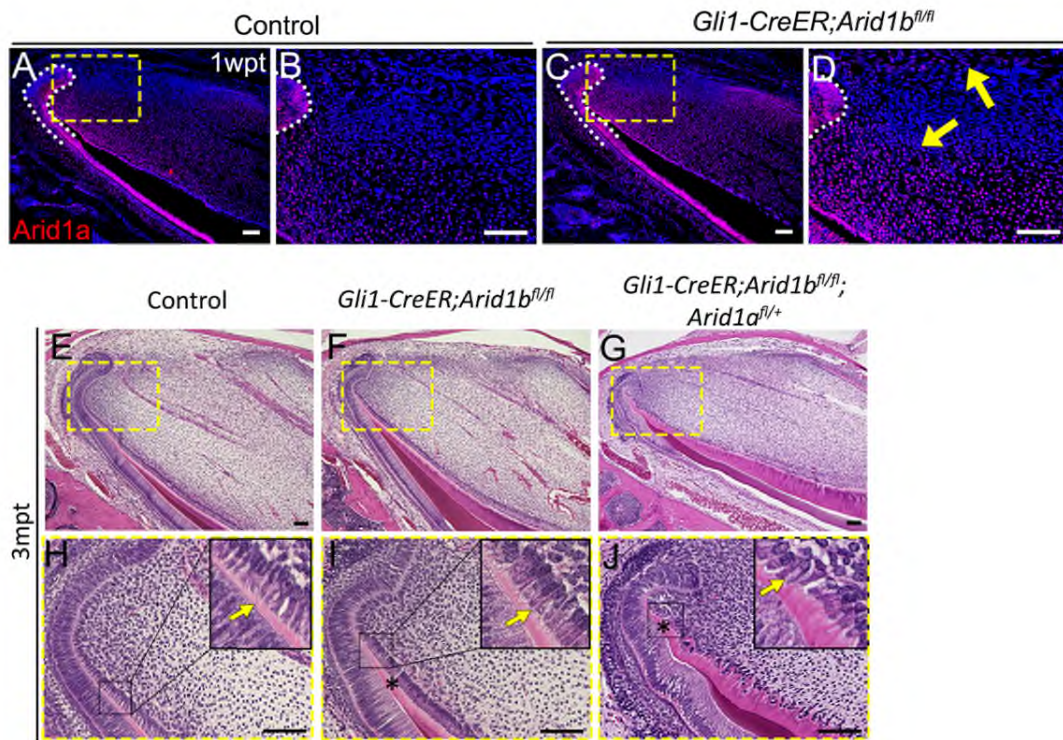 Control
Gli1-CreER;Arid1b^fl/fl
A
1wpt
B
C
D
Arid1a
Control
Gli1-CreER;Arid1b^fl/fl
Gli1-CreER;Arid1b^fl/fl;
Arid1a^fl/+
3mpt
E
F
G
*
H
I
*
J
*